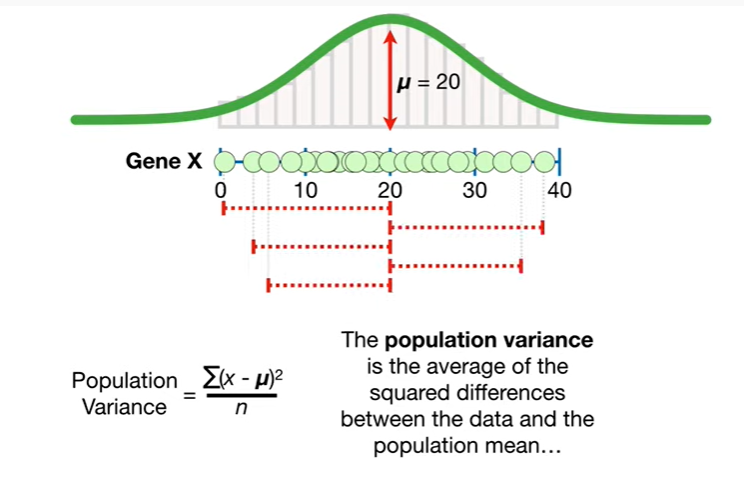 μ = 20
Gene X
0 10 20 30 40
Population Variance = Σ(x - μ)² / n
The population variance
is the average of the
squared differences
between the data and the
population mean…